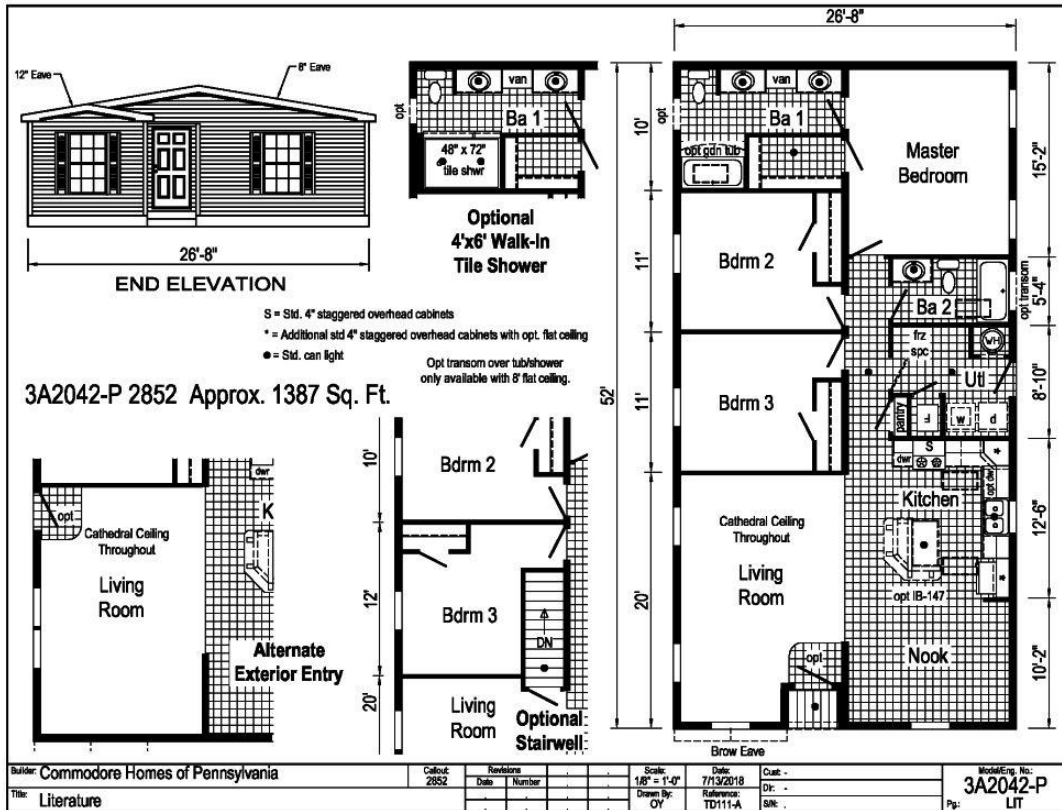 12" Eave
8" Eave
26'-8"
END ELEVATION
opt
van
Ba 1
48" x 72"
tile shwr
Optional
4'x6' Walk-In
Tile Shower
S = Std. 4" staggered overhead cabinets
* = Additional std 4" staggered overhead cabinets with opt. flat ceiling
● = Std. can light
Opt transom over tub/shower
only available with 8' flat ceiling.
3A2042-P 2852 Approx. 1387 Sq. Ft.
opt
Cathedral Ceiling
Throughout
Living
Room
dwr
K
Alternate
Exterior Entry
10'
12'
20'
Bdrm 2
Bdrm 3
DN
Living
Room
Optional
Stairwell
26'-8"
52'
10'
11'
11'
20'
opt
van
Ba 1
opt gdn tub
Master
Bedroom
15'-2"
Bdrm 2
Ba 2
opt transom
5'-4"
frz
spc
WH
Utl
8'-10"
Bdrm 3
pantry
F
W
D
S
dwr
*
opt dw
Kitchen
12'-6"
*
opt IB-147
Cathedral Ceiling
Throughout
Living
Room
Nook
10'-2"
opt
Brow Eave
Builder: Commodore Homes of Pennsylvania
Title: Literature
Callout:
2852
Revisions
Date Number
Scale:
1/8" = 1'-0"
Drawn By:
OY
Date:
7/13/2018
Reference:
TD111-A
Cust: -
Dlr: -
S/N: -
Model/Eng. No.:
3A2042-P
Pg.: LIT